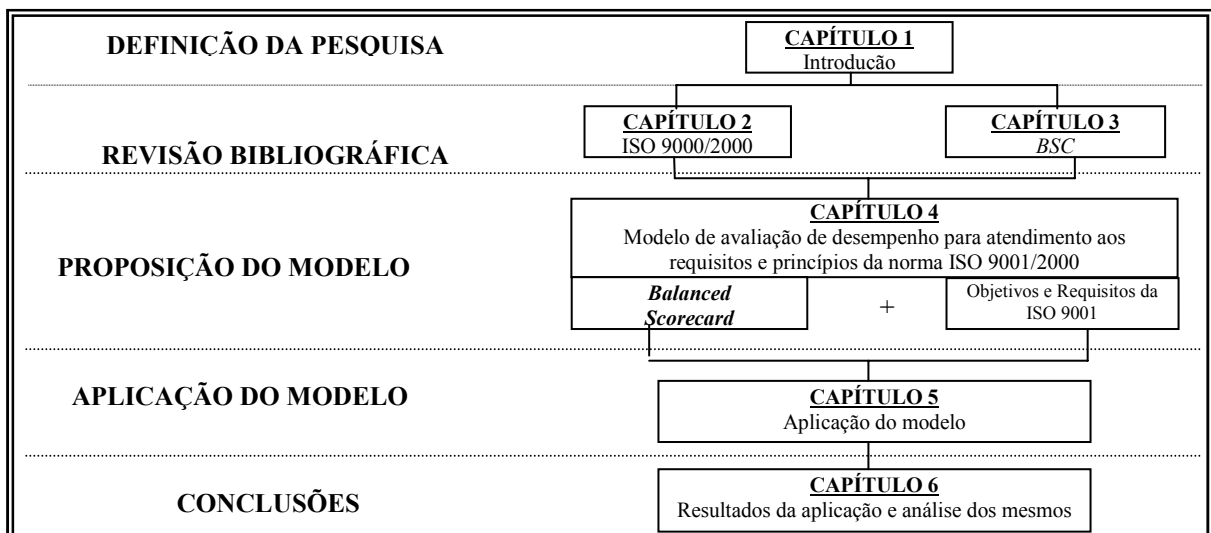 DEFINIÇÃO DA PESQUISA
CAPÍTULO 1
Introdução
REVISÃO BIBLIOGRÁFICA
CAPÍTULO 2
ISO 9000/2000
CAPÍTULO 3
BSC
PROPOSIÇÃO DO MODELO
CAPÍTULO 4
Modelo de avaliação de desempenho para atendimento aos
requisitos e princípios da norma ISO 9001/2000
Balanced
Scorecard
+
Objetivos e Requisitos da
ISO 9001
APLICAÇÃO DO MODELO
CAPÍTULO 5
Aplicação do modelo
CONCLUSÕES
CAPÍTULO 6
Resultados da aplicação e análise dos mesmos